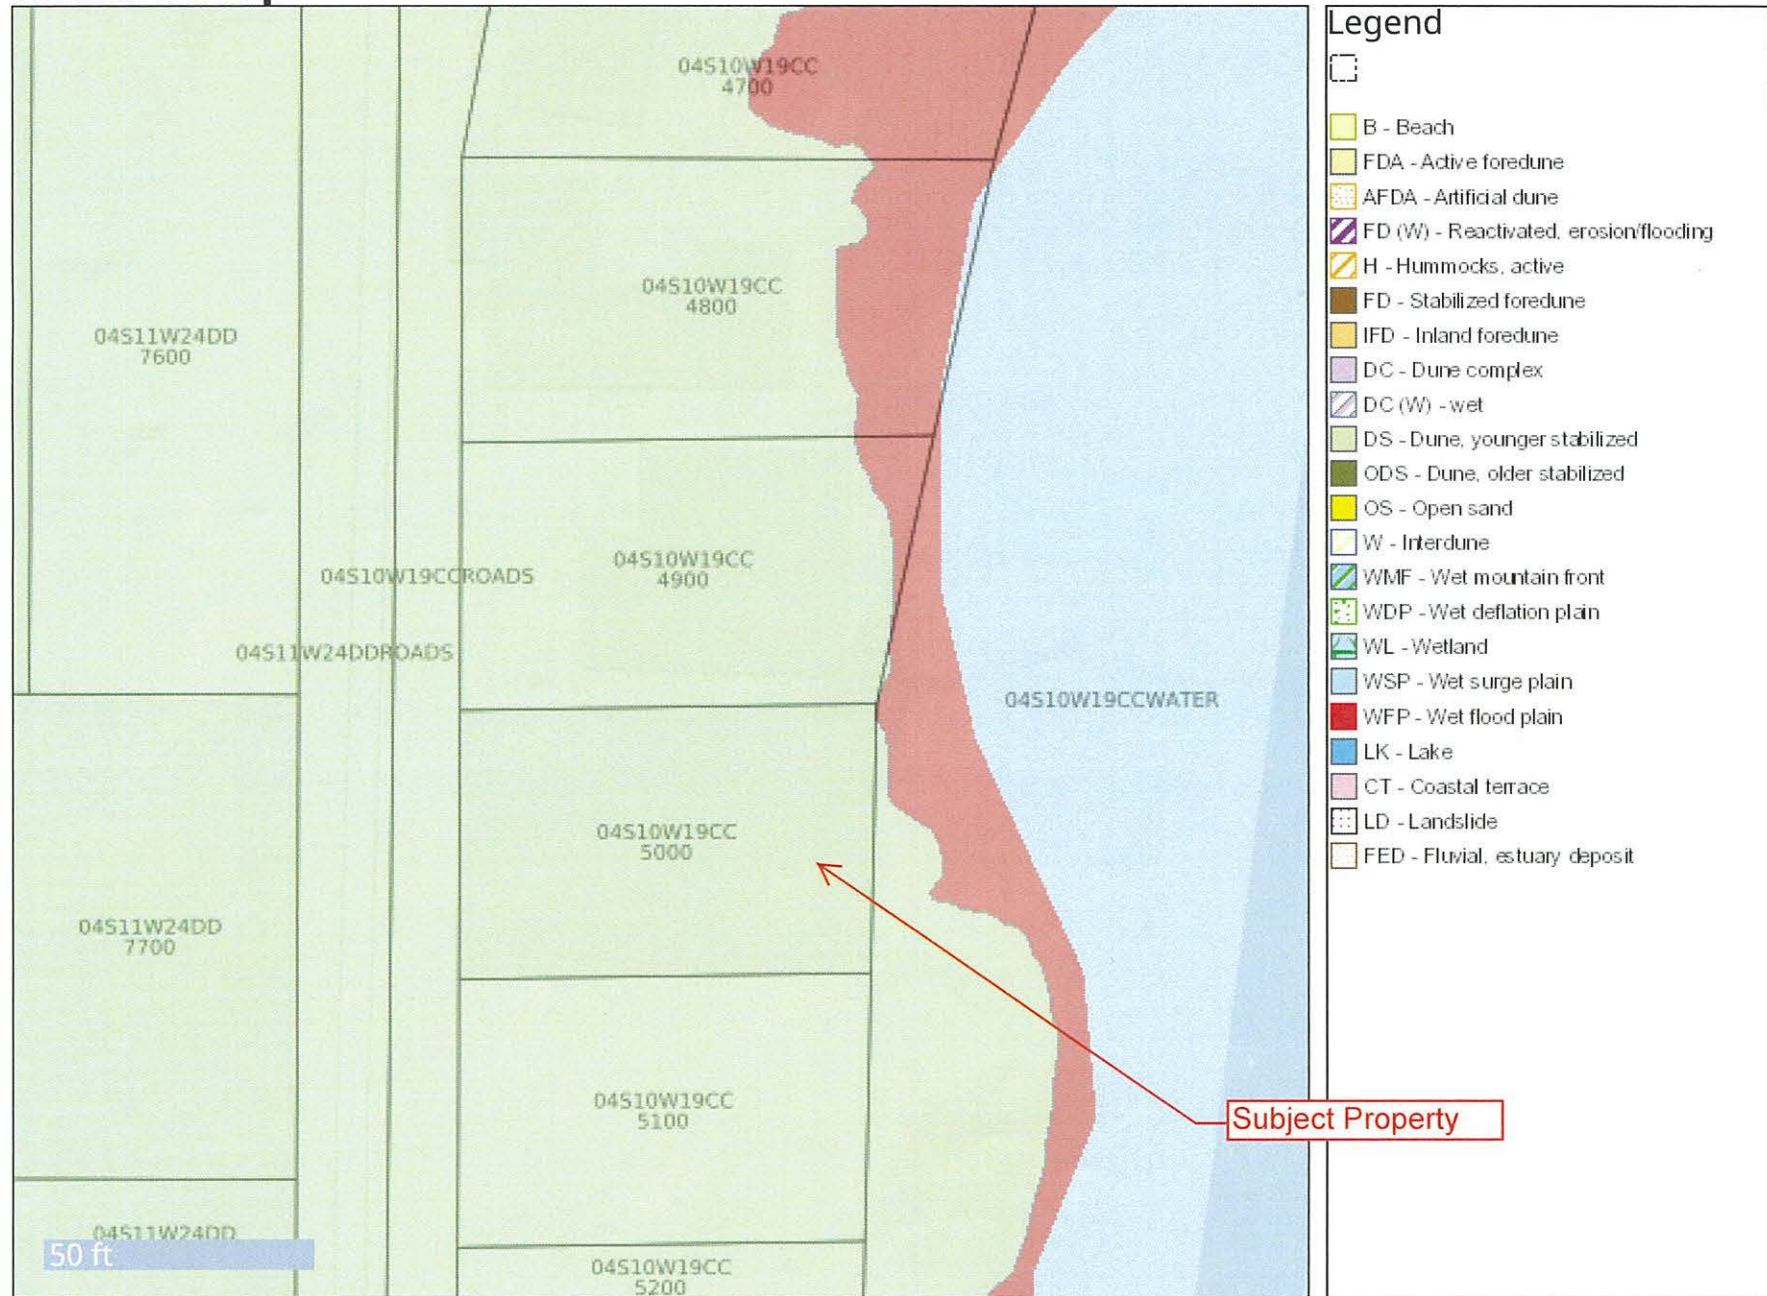 04S10W19CC
4700
04S10W19CC
4800
04S11W24DD
7600
04S10W19CC
4900
04S10W19CCROADS
04S11W24DDROADS
04S10W19CCWATER
04S10W19CC
5000
04S11W24DD
7700
04S10W19CC
5100
Subject Property
04S11W24DD
50 ft
04S10W19CC
5200
Legend
B - Beach
FDA - Active foredune
AFDA - Artificial dune
FD (W) - Reactivated, erosion/flooding
H - Hummocks, active
FD - Stabilized foredune
IFD - Inland foredune
DC - Dune complex
DC (W) - wet
DS - Dune, younger stabilized
ODS - Dune, older stabilized
OS - Open sand
W - Interdune
WMF - Wet mountain front
WDP - Wet deflation plain
WL - Wetland
WSP - Wet surge plain
WFP - Wet flood plain
LK - Lake
CT - Coastal terrace
LD - Landslide
FED - Fluvial, estuary deposit